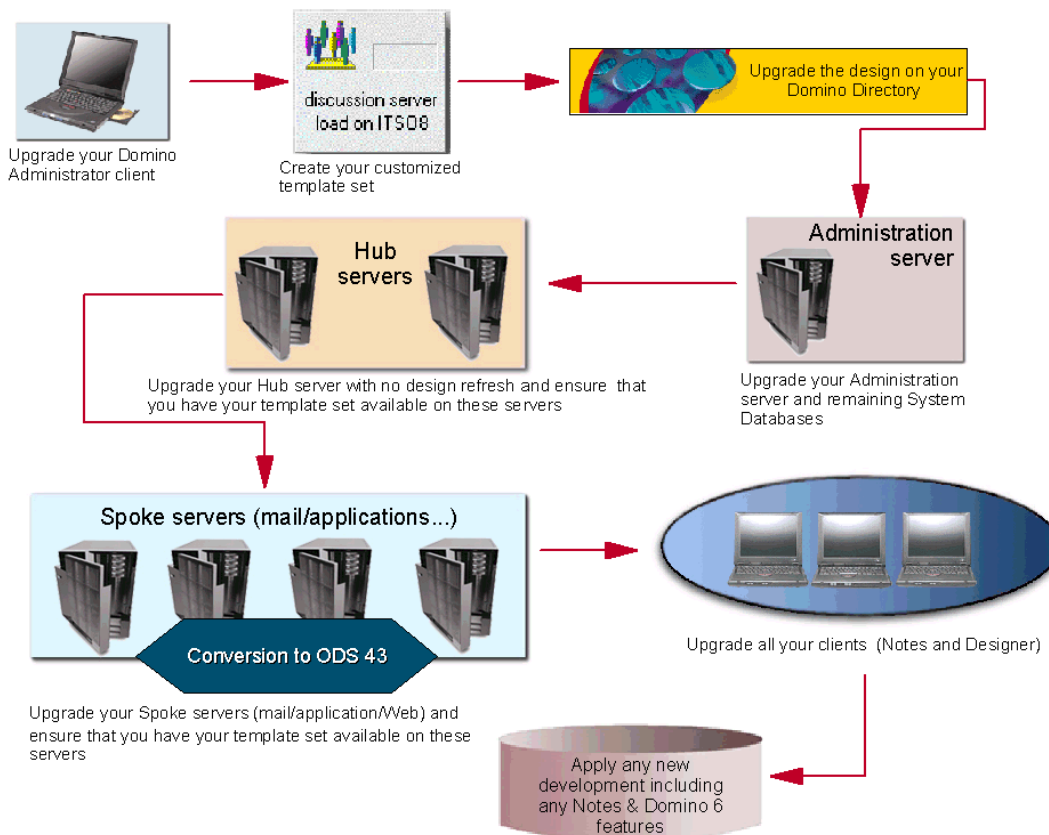 discussion server
load on ITSO8
Upgrade the design on your
Domino Directory
Upgrade your Domino
Administrator client
Create your customized
template set
Hub
servers
Administration
server
Upgrade your Hub server with no design refresh and ensure that
you have your template set available on these servers
Upgrade your Administration
server and remaining System
Databases
Spoke servers (mail/applications...)
Conversion to ODS 43
Upgrade your Spoke servers (mail/application/Web) and
ensure that you have your template set available on these
servers
Upgrade all your clients (Notes and Designer)
Apply any new
development including
any Notes & Domino 6
features